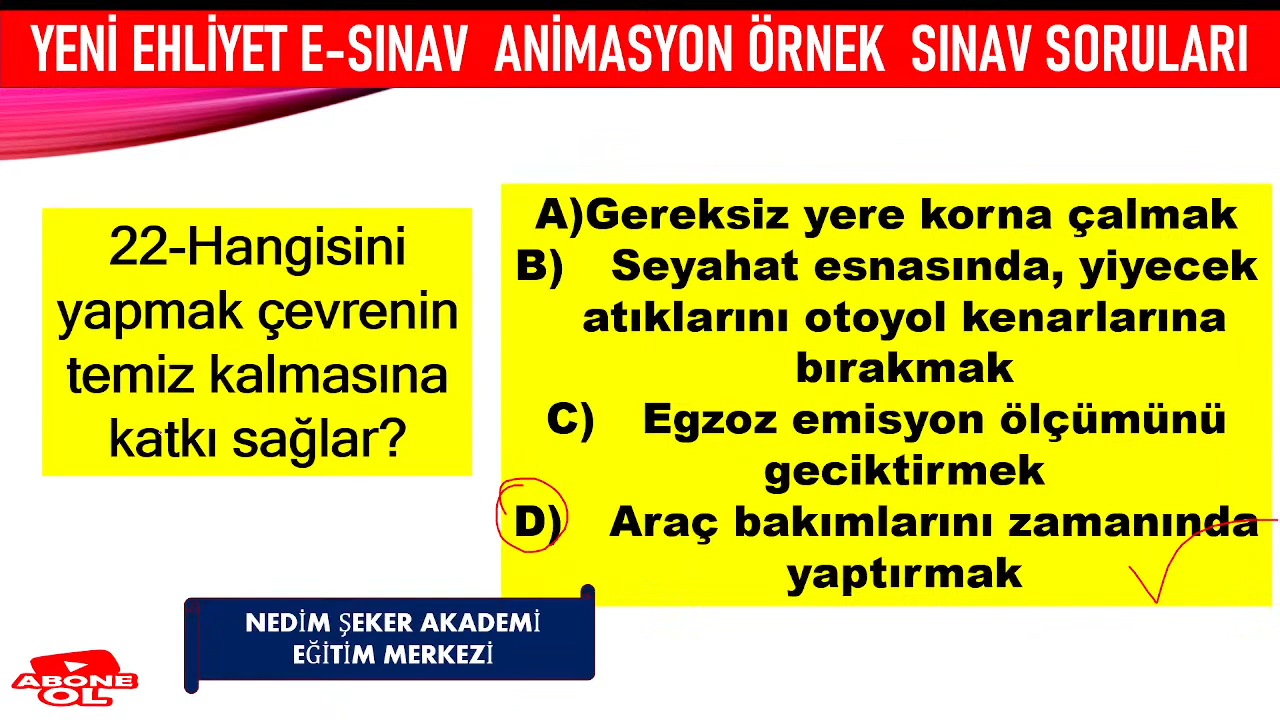 YENİ EHLİYET E-SINAV ANİMASYON ÖRNEK SINAV SORULARI
22-Hangisini
yapmak çevrenin
temiz kalmasına
katkı sağlar?
A)Gereksiz yere korna çalmak
B) Seyahat esnasında, yiyecek
atıklarını otoyol kenarlarına
bırakmak
C) Egzoz emisyon ölçümünü
geciktirmek
D) Araç bakımlarını zamanında
yaptırmak
NEDİM ŞEKER AKADEMİ
EĞİTİM MERKEZİ
ABONE
OL